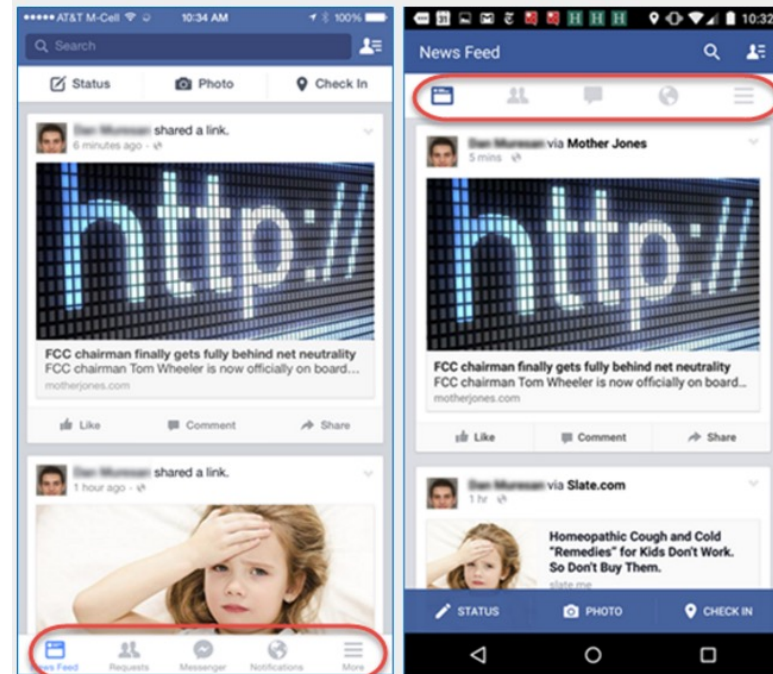 AT&T M-Cell 10:34 AM 100%
Search
Status Photo Check In
shared a link.
6 minutes ago
http://
FCC chairman finally gets fully behind net neutrality
FCC chairman Tom Wheeler is now officially on board...
motherjones.com
Like Comment Share
shared a link.
1 hour ago
News Feed Requests Messenger Notifications More
31 H H H 10:32
News Feed
via Mother Jones
5 mins
http://
FCC chairman finally gets fully behind net neutrality
FCC chairman Tom Wheeler is now officially on board...
motherjones.com
Like Comment Share
via Slate.com
1 hr
Homeopathic Cough and Cold
"Remedies" for Kids Don't Work.
So Don't Buy Them.
slate.me
STATUS PHOTO CHECK IN